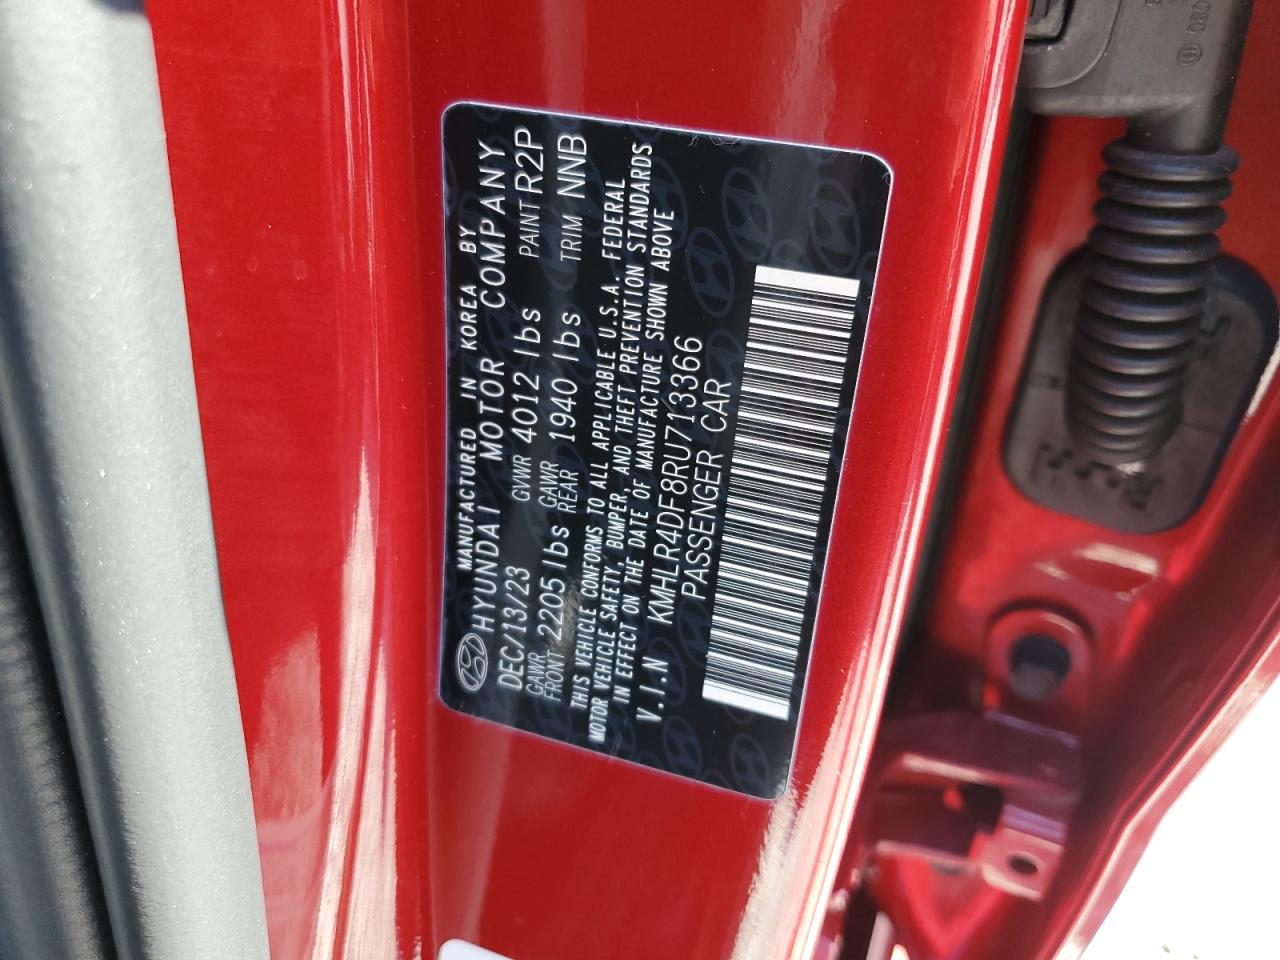 MANUFACTURED IN KOREA BY
HYUNDAI MOTOR COMPANY
DEC/13/23 GVWR 4012 lbs PAINT R2P
GAWR FRONT 2205 lbs GAWR REAR 1940 lbs TRIM NNB
THIS VEHICLE CONFORMS TO ALL APPLICABLE U.S.A. FEDERAL
MOTOR VEHICLE SAFETY, BUMPER, AND THEFT PREVENTION STANDARDS
IN EFFECT ON THE DATE OF MANUFACTURE SHOWN ABOVE
V.I.N KMHLR4DF8RU713366
PASSENGER CAR